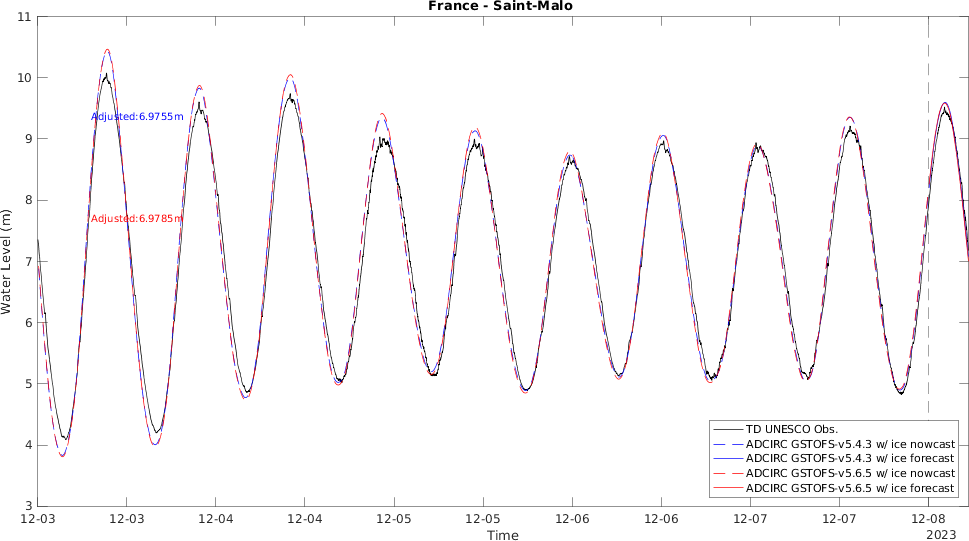 France - Saint-Malo
11
10
9
8
7
6
5
4
3
Water Level (m)
Adjusted:6.9755m
Adjusted:6.9785m
TD UNESCO Obs.
ADCIRC GSTOFS-v5.4.3 w/ ice nowcast
ADCIRC GSTOFS-v5.4.3 w/ ice forecast
ADCIRC GSTOFS-v5.6.5 w/ ice nowcast
ADCIRC GSTOFS-v5.6.5 w/ ice forecast
12-03 12-03 12-04 12-04 12-05 12-05 12-06 12-06 12-07 12-07 12-08
2023
Time